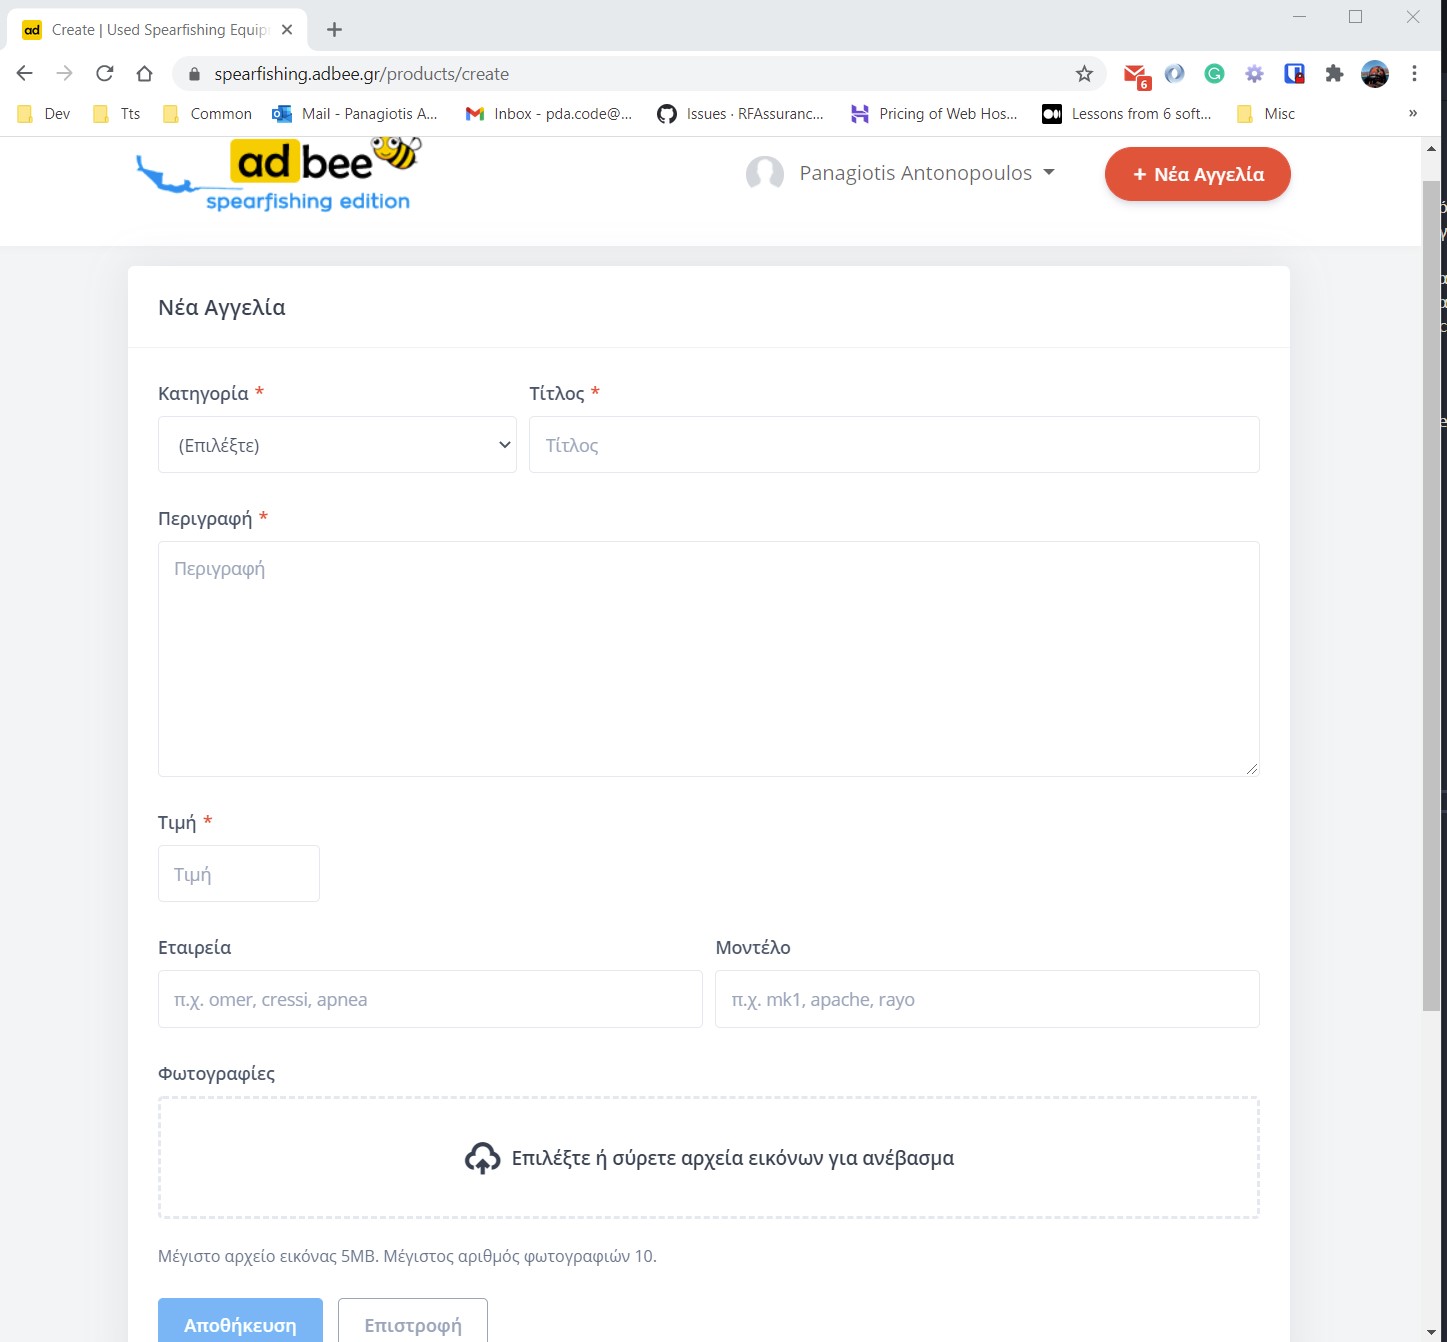 ad Create | Used Spearfishing Equip
spearfishing.adbee.gr/products/create
6
Dev Tts Common Mail - Panagiotis A... Inbox - pda.code@... Issues · RFAssuranc... Pricing of Web Hos... Lessons from 6 soft... Misc »
ad bee
spearfishing edition
Panagiotis Antonopoulos
+ Νέα Αγγελία
Νέα Αγγελία
Κατηγορία * Τίτλος *
(Επιλέξτε) Τίτλος
Περιγραφή *
Περιγραφή
Τιμή *
Τιμή
Εταιρεία Μοντέλο
π.χ. omer, cressi, apnea π.χ. mk1, apache, rayo
Φωτογραφίες
Επιλέξτε ή σύρετε αρχεία εικόνων για ανέβασμα
Μέγιστο αρχείο εικόνας 5MB. Μέγιστος αριθμός φωτογραφιών 10.
Αποθήκευση Επιστροφή